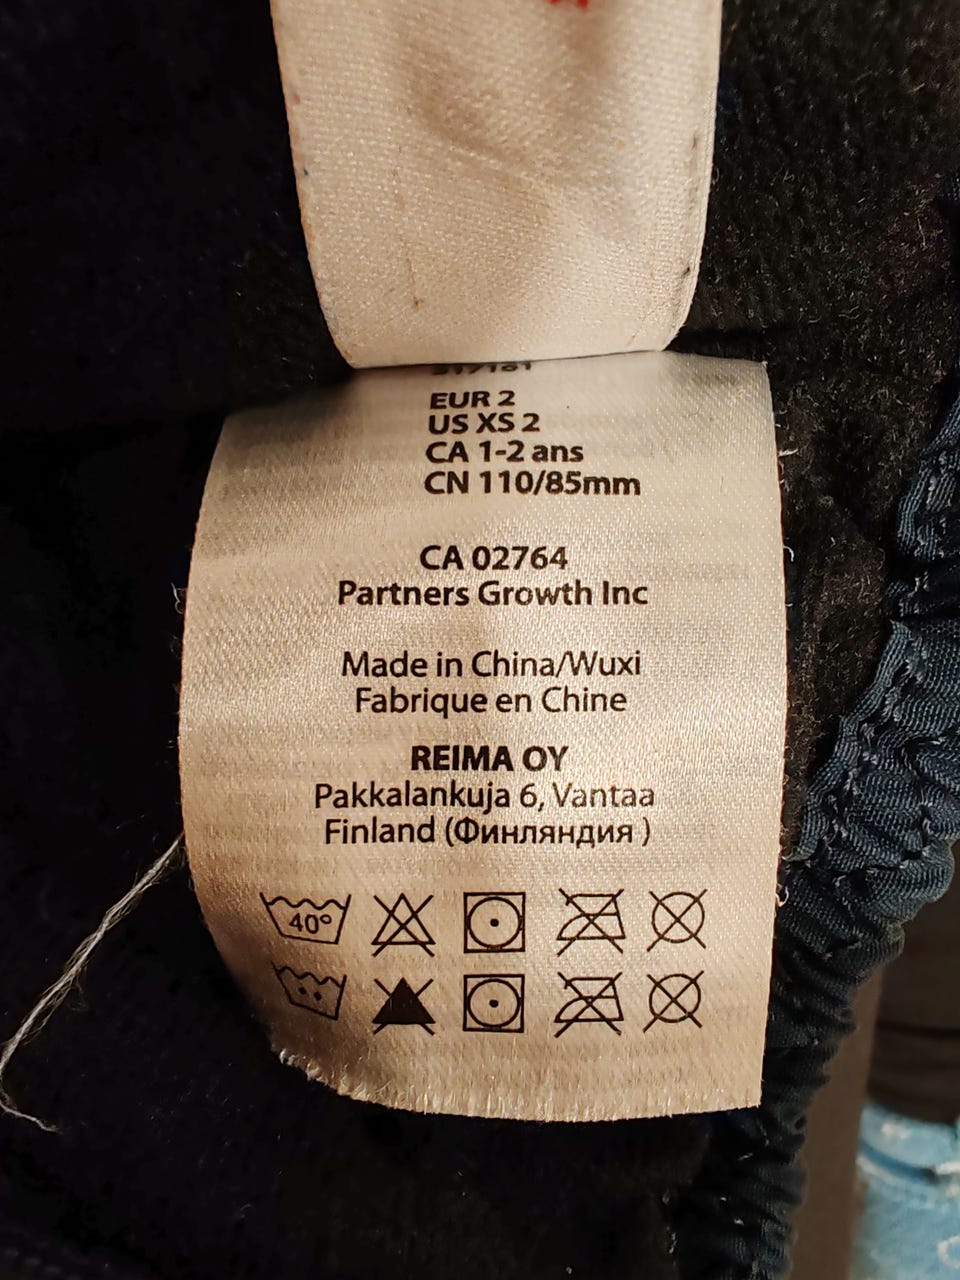 EUR 2
US XS 2
CA 1-2 ans
CN 110/85mm
CA 02764
Partners Growth Inc
Made in China/Wuxi
Fabrique en Chine
REIMA OY
Pakkalankuja 6, Vantaa
Finland (Финляндия )
40°